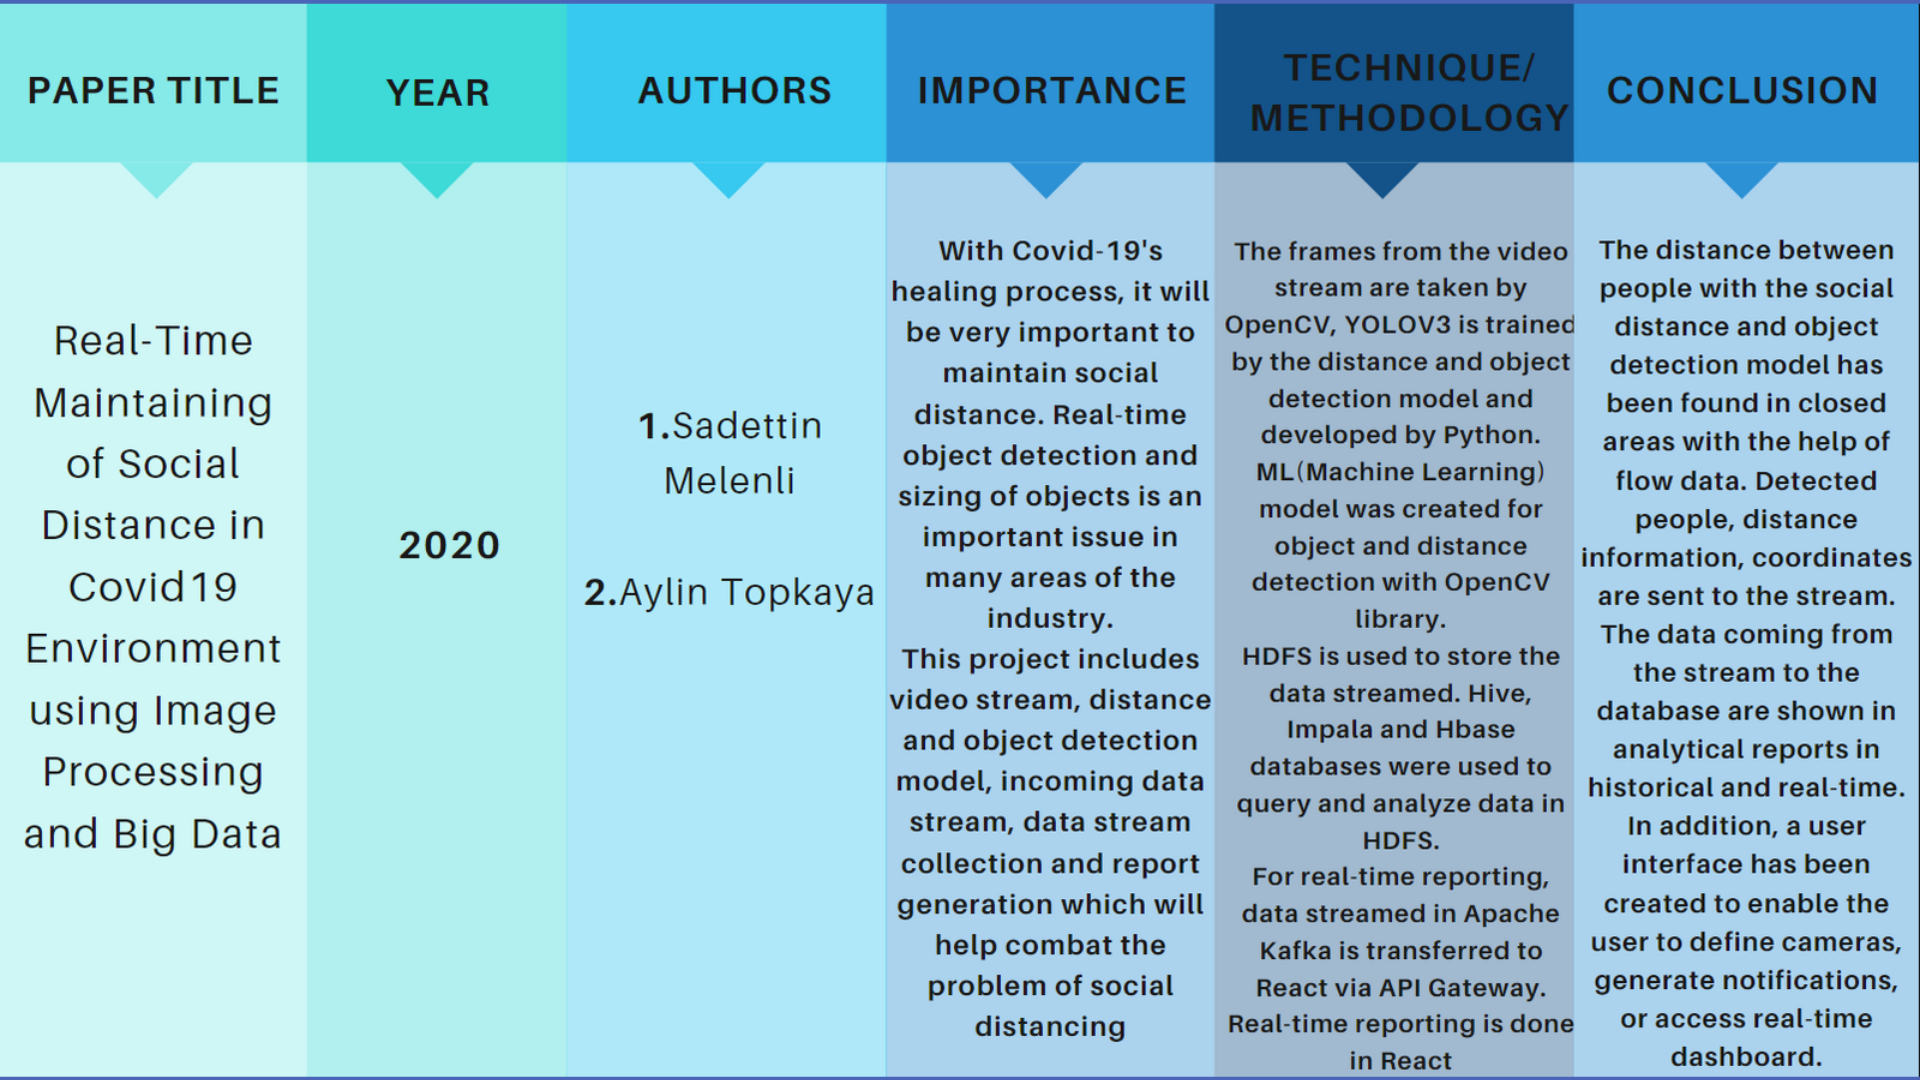 PAPER TITLE
YEAR
AUTHORS
IMPORTANCE
TECHNIQUE/
METHODOLOGY
CONCLUSION
Real-Time
Maintaining
of Social
Distance in
Covid19
Environment
using Image
Processing
and Big Data
2020
1.Sadettin
Melenli
2.Aylin Topkaya
With Covid-19's
healing process, it will
be very important to
maintain social
distance. Real-time
object detection and
sizing of objects is an
important issue in
many areas of the
industry.
This project includes
video stream, distance
and object detection
model, incoming data
stream, data stream
collection and report
generation which will
help combat the
problem of social
distancing
The frames from the video
stream are taken by
OpenCV, YOLOV3 is trained
by the distance and object
detection model and
developed by Python.
ML(Machine Learning)
model was created for
object and distance
detection with OpenCV
library.
HDFS is used to store the
data streamed. Hive,
Impala and Hbase
databases were used to
query and analyze data in
HDFS.
For real-time reporting,
data streamed in Apache
Kafka is transferred to
React via API Gateway.
Real-time reporting is done
in React
The distance between
people with the social
distance and object
detection model has
been found in closed
areas with the help of
flow data. Detected
people, distance
information, coordinates
are sent to the stream.
The data coming from
the stream to the
database are shown in
analytical reports in
historical and real-time.
In addition, a user
interface has been
created to enable the
user to define cameras,
generate notifications,
or access real-time
dashboard.